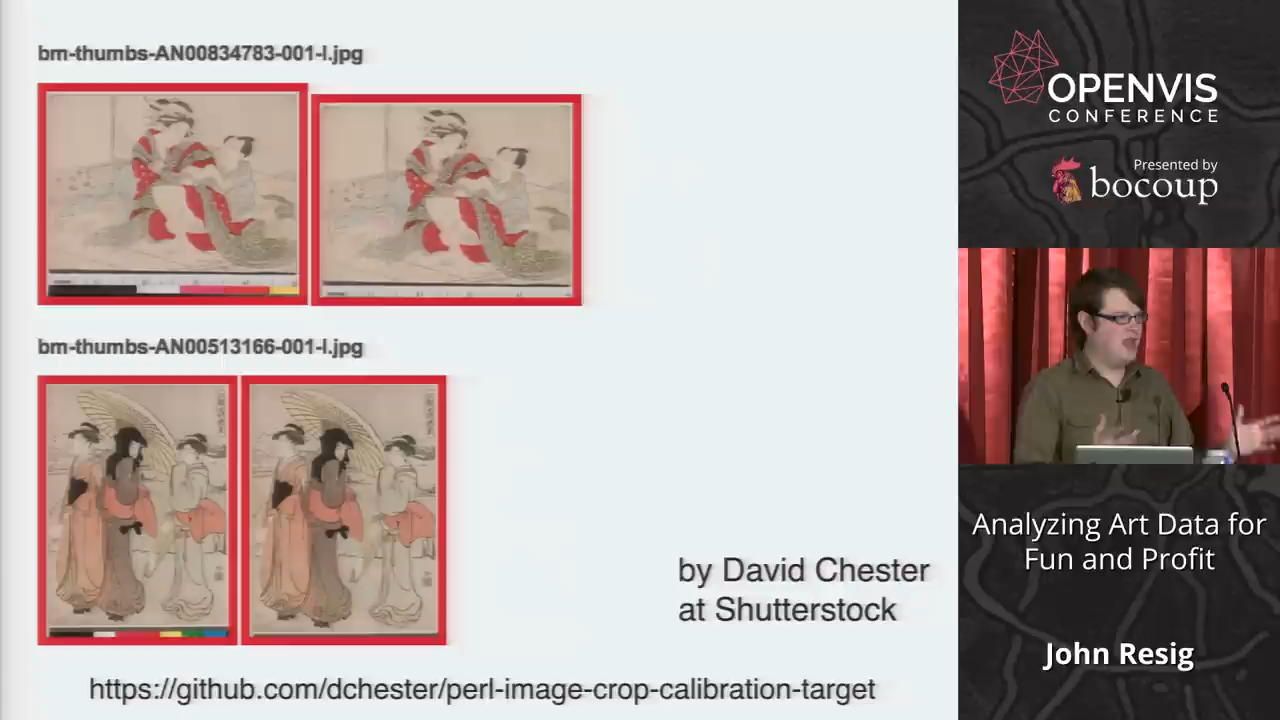 bm-thumbs-AN00834783-001-l.jpg
bm-thumbs-AN00513166-001-l.jpg
by David Chester
at Shutterstock
https://github.com/dchester/perl-image-crop-calibration-target
OPENVIS
CONFERENCE
Presented by
bocoup
Analyzing Art Data for
Fun and Profit
John Resig